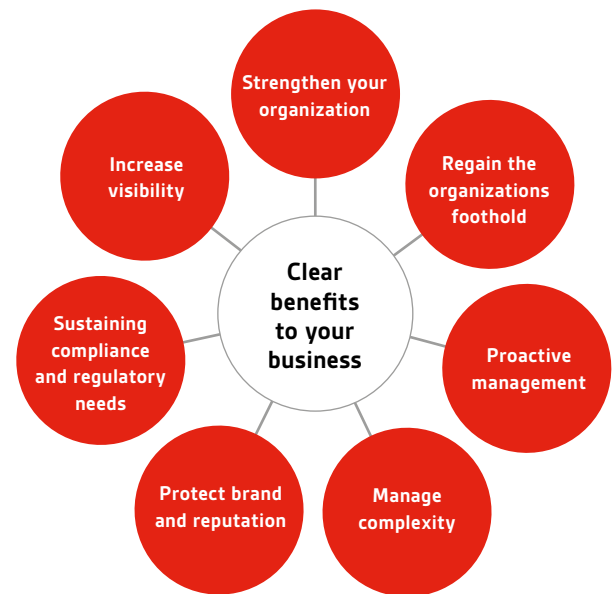 Strengthen your
organization
Regain the
organizations
foothold
Proactive
management
Manage
complexity
Protect brand
and reputation
Sustaining
compliance
and regulatory
needs
Increase
visibility
Clear
benefits
to your
business